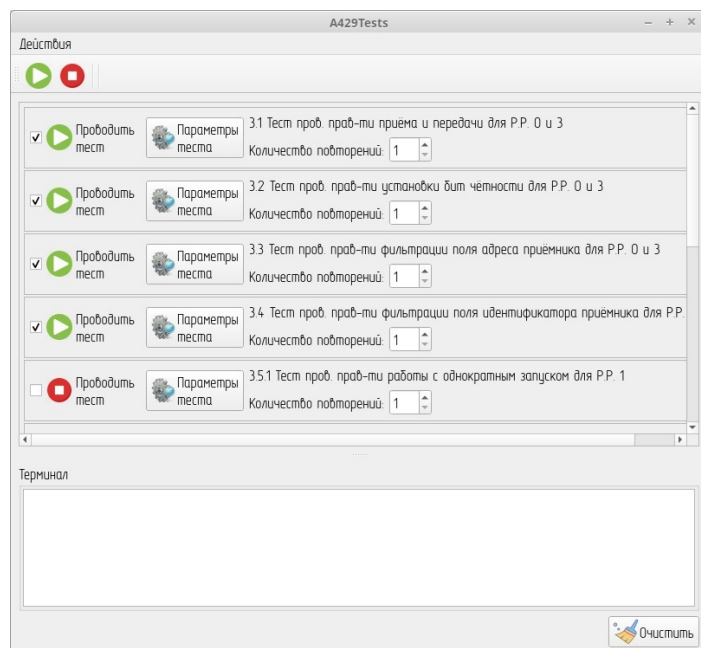 A429Tests
Действия
Проводить тест
Параметры теста
3.1 Тест пров. прав-ти приёма и передачи для Р.Р. 0 и 3
Количество повторений: 1
Проводить тест
Параметры теста
3.2 Тест пров. прав-ти установки бит чётности для Р.Р. 0 и 3
Количество повторений: 1
Проводить тест
Параметры теста
3.3 Тест пров. прав-ти фильтрации поля адреса приёмника для Р.Р. 0 и 3
Количество повторений: 1
Проводить тест
Параметры теста
3.4 Тест пров. прав-ти фильтрации поля идентификатора приёмника для Р.Р.
Количество повторений: 1
Проводить тест
Параметры теста
3.5.1 Тест пров. прав-ти работы с однократным запуском для Р.Р. 1
Количество повторений: 1
Терминал
Очистить